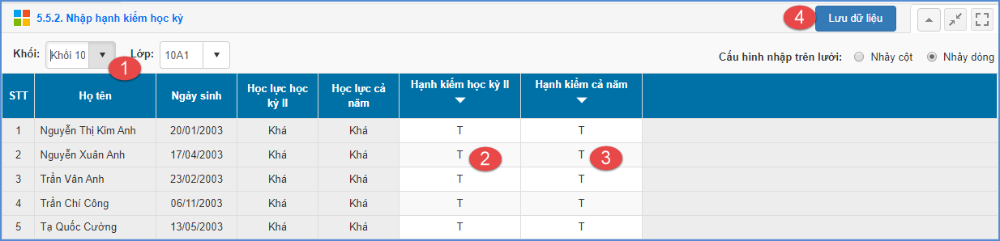 5.5.2. Nhập hạnh kiểm học kỳ 4 Lưu dữ liệu
Khối: Khối 10 1 Lớp: 10A1 Cấu hình nhập trên lưới: Nhảy cột Nhảy dòng
STT Họ tên Ngày sinh Học lực học kỳ II Học lực cả năm Hạnh kiểm học kỳ II Hạnh kiểm cả năm
1 Nguyễn Thị Kim Anh 20/01/2003 Khá Khá T T
2 Nguyễn Xuân Anh 17/04/2003 Khá Khá T 2 T 3
3 Trần Vân Anh 23/02/2003 Khá Khá T T
4 Trần Chí Công 06/11/2003 Khá Khá T T
5 Tạ Quốc Cường 13/05/2003 Khá Khá T T